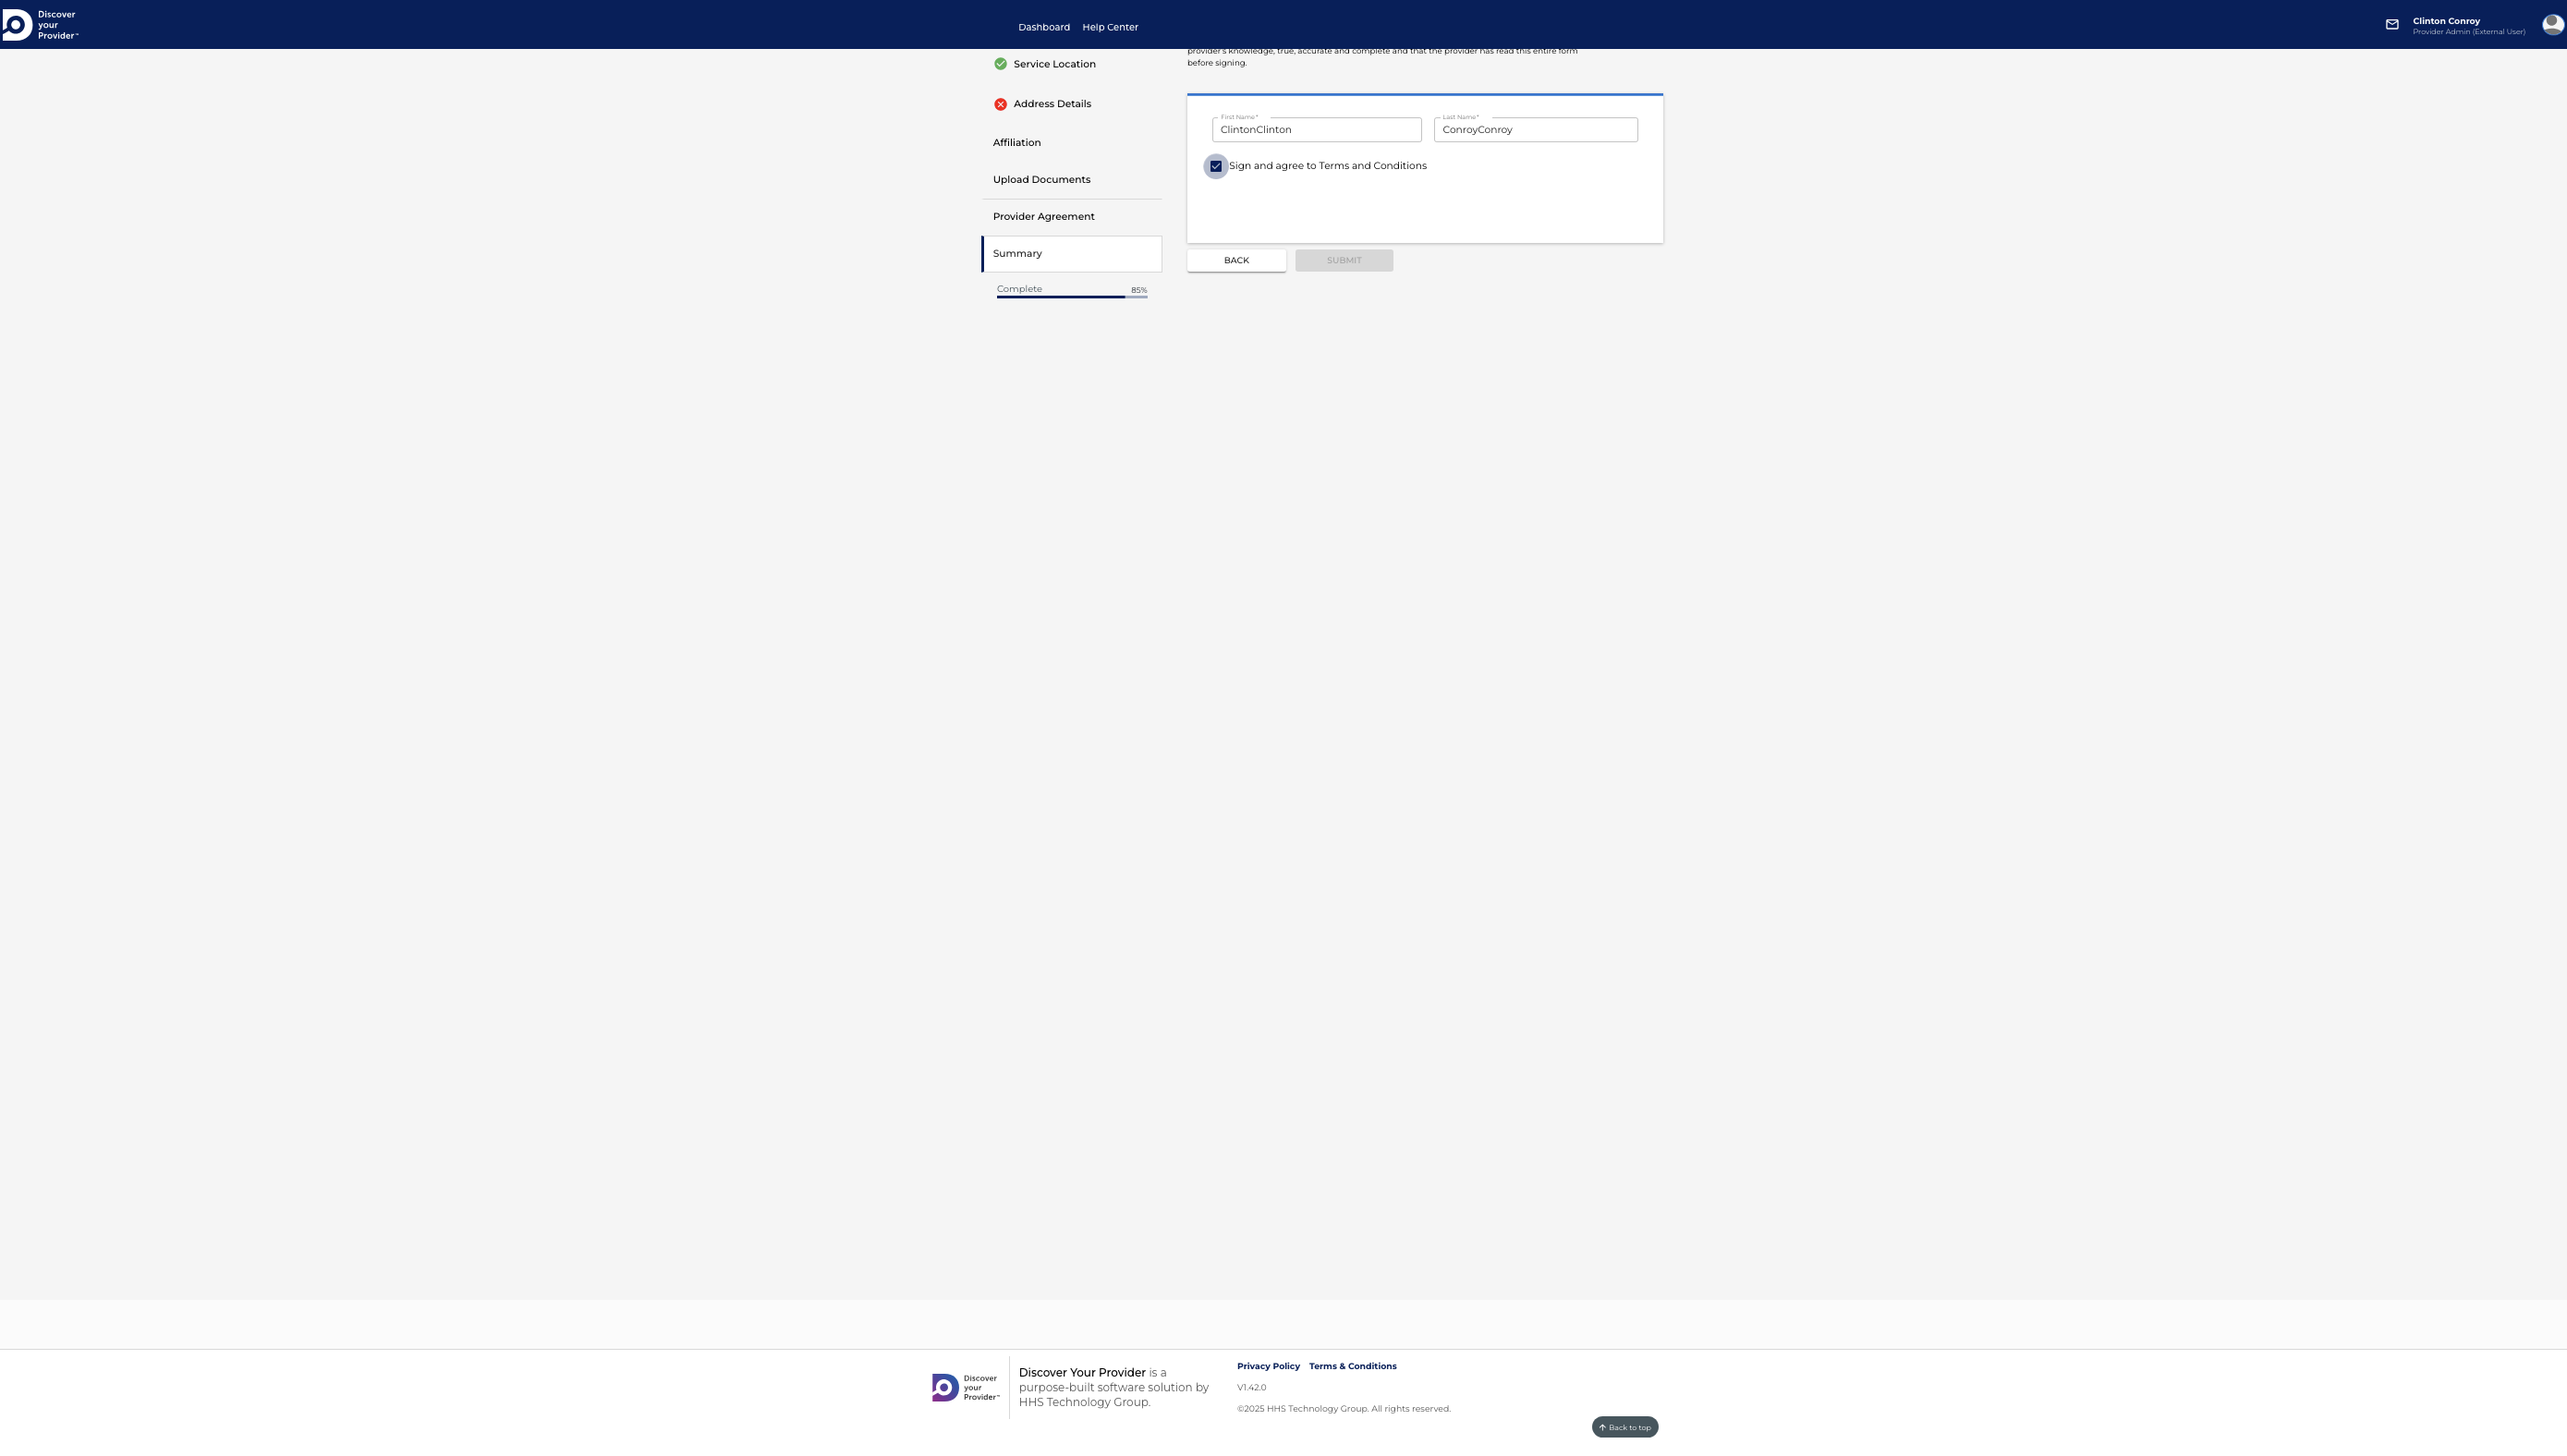 Discover
your
Provider™
Dashboard Help Center
Clinton Conroy
Provider Admin (External User)
provider's knowledge, true, accurate and complete and that the provider has read this entire form
before signing.
Service Location
Address Details
Affiliation
Upload Documents
Provider Agreement
Summary
Complete 85%
First Name* Last Name*
ClintonClinton ConroyConroy
Sign and agree to Terms and Conditions
BACK SUBMIT
Discover
your
Provider™
Discover Your Provider is a
purpose-built software solution by
HHS Technology Group.
Privacy Policy Terms & Conditions
V1.42.0
©2025 HHS Technology Group. All rights reserved.
Back to top